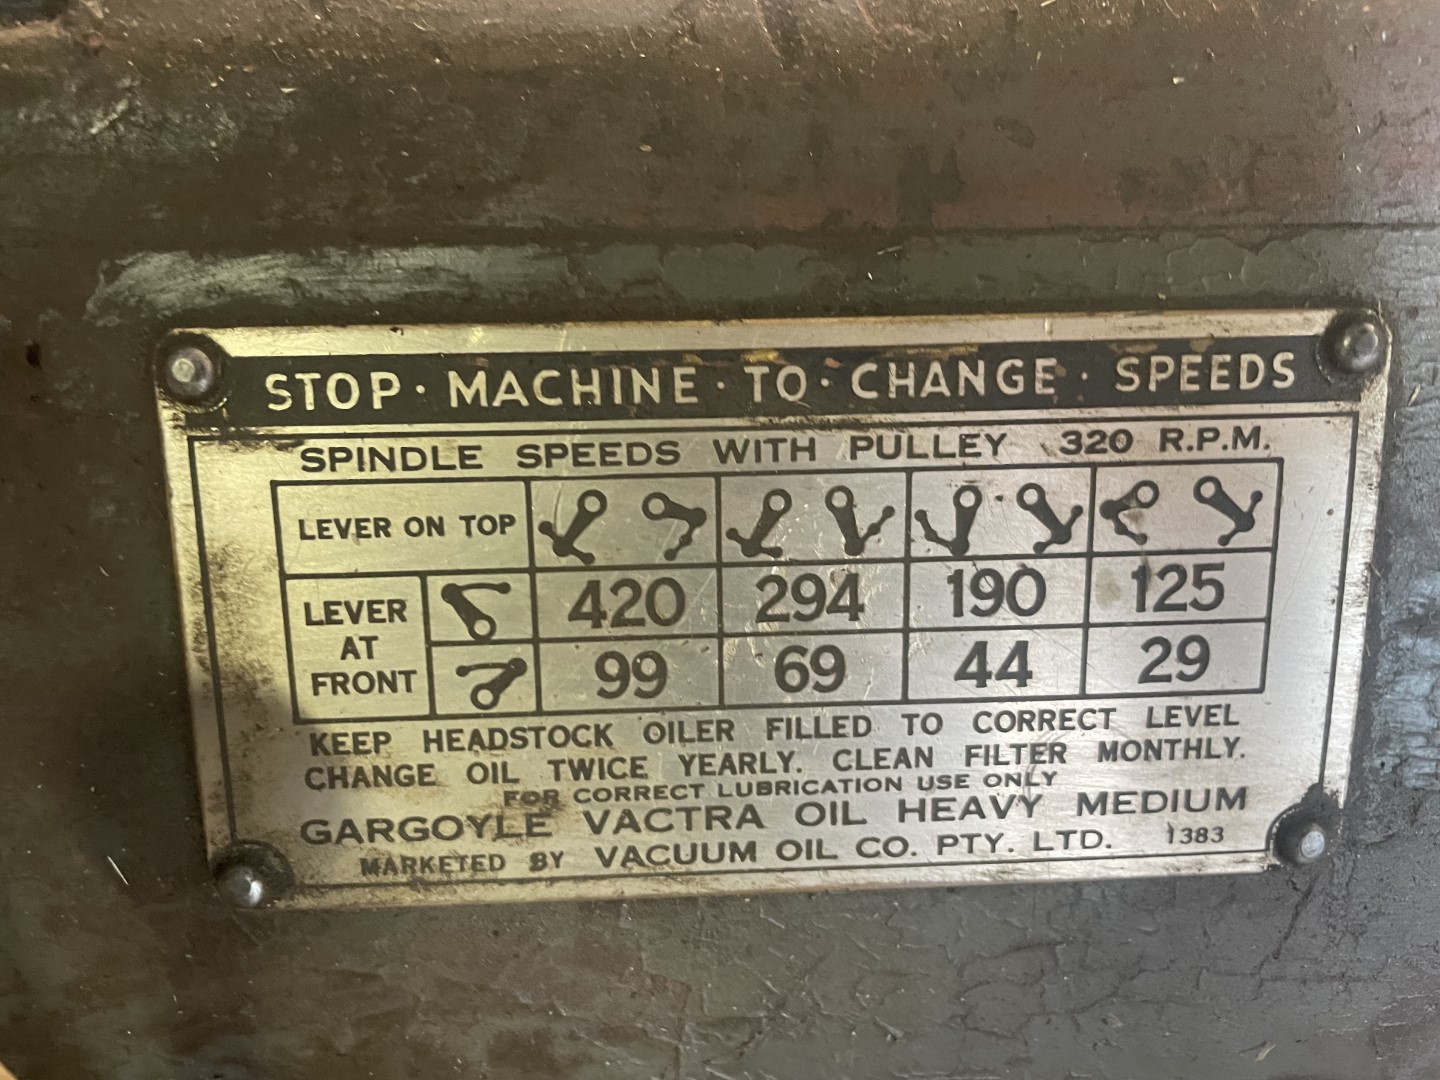 STOP · MACHINE · TO · CHANGE · SPEEDS
SPINDLE SPEEDS WITH PULLEY 320 R.P.M.
LEVER ON TOP
LEVER AT FRONT
420 294 190 125
99 69 44 29
KEEP HEADSTOCK OILER FILLED TO CORRECT LEVEL
CHANGE OIL TWICE YEARLY. CLEAN FILTER MONTHLY.
FOR CORRECT LUBRICATION USE ONLY
GARGOYLE VACTRA OIL HEAVY MEDIUM
MARKETED BY VACUUM OIL CO. PTY. LTD. 1383